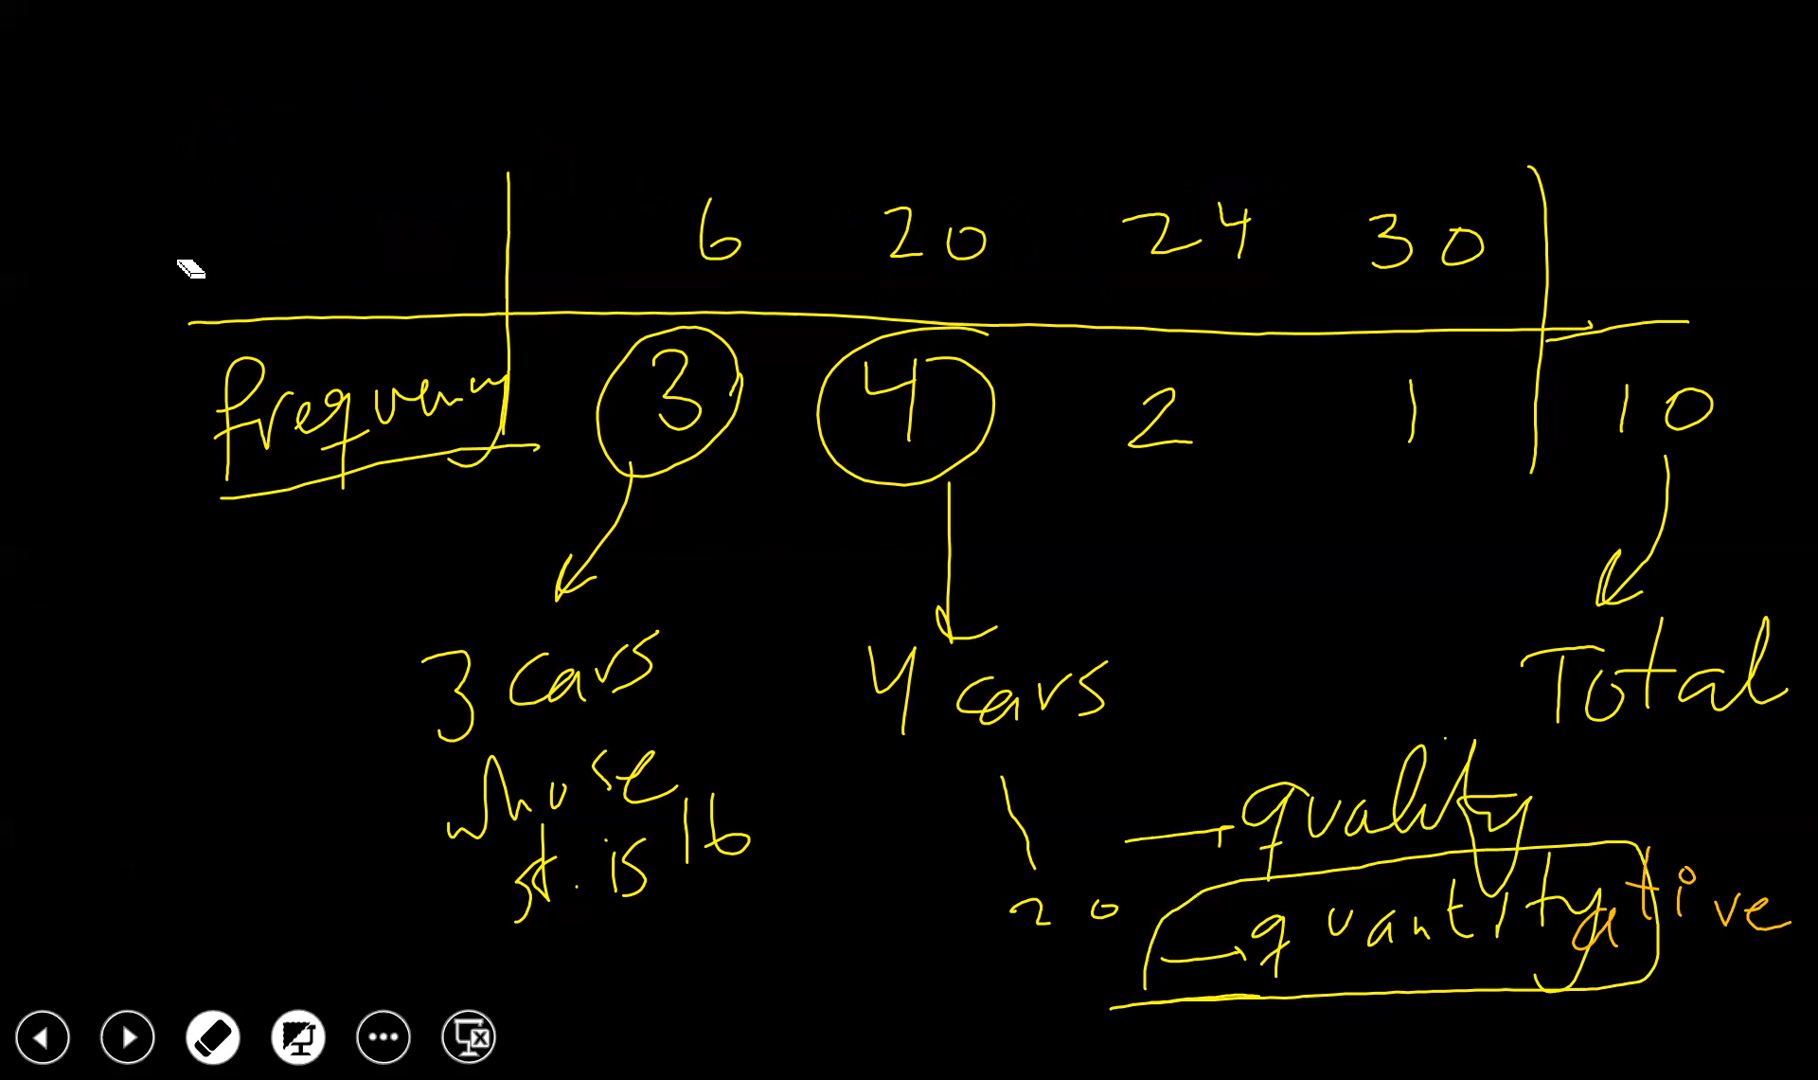 6 20 24 30
frequency 3 4 2 1 10
3 cars 4 cars Total
whose
st. is 16
20
quality
quantity ative